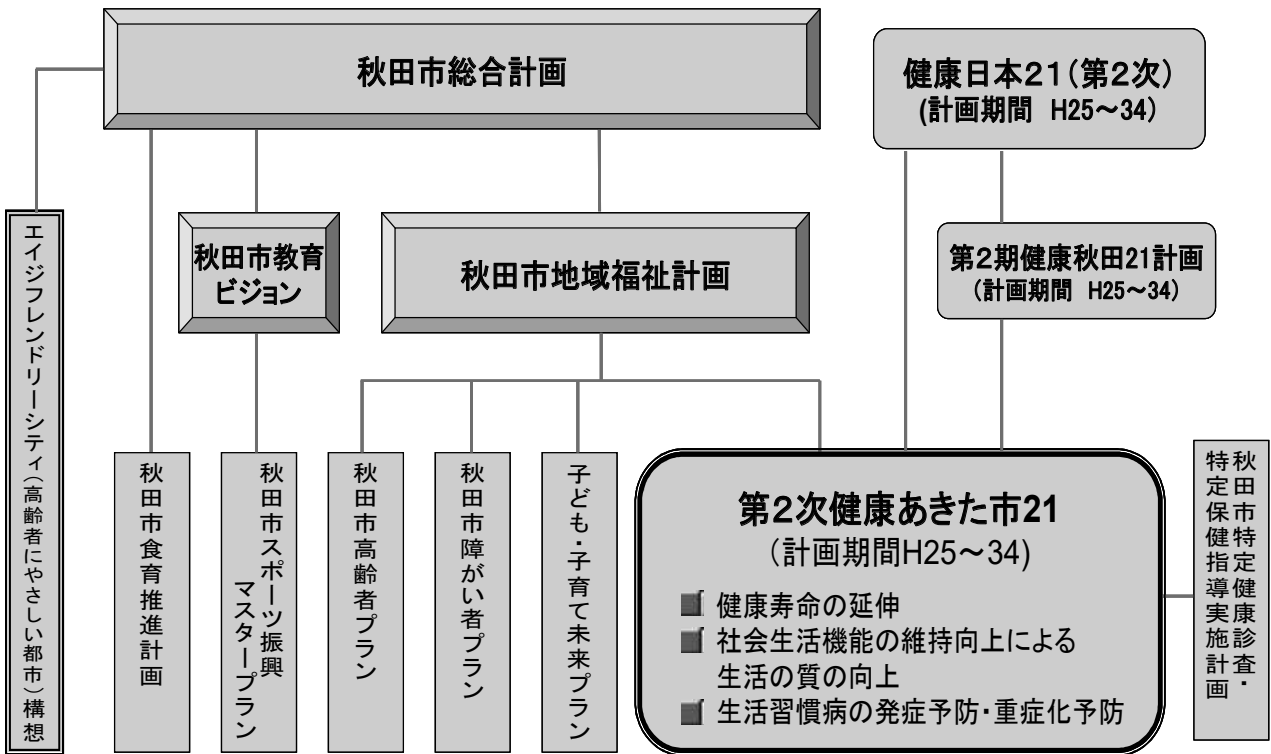 秋田市総合計画
健康日本21(第2次)
(計画期間 H25～34)
エイジフレンドリーシティ(高齢者にやさしい都市)構想
秋田市教育
ビジョン
秋田市地域福祉計画
第2期健康秋田21計画
(計画期間 H25～34)
秋田市食育推進計画
秋田市スポーツ振興
マスタープラン
秋田市高齢者プラン
秋田市障がい者プラン
子ども・子育て未来プラン
第2次健康あきた市21
(計画期間H25～34)
健康寿命の延伸
社会生活機能の維持向上による
生活の質の向上
生活習慣病の発症予防・重症化予防
秋田市特定健康診査・
特定保健指導実施計画